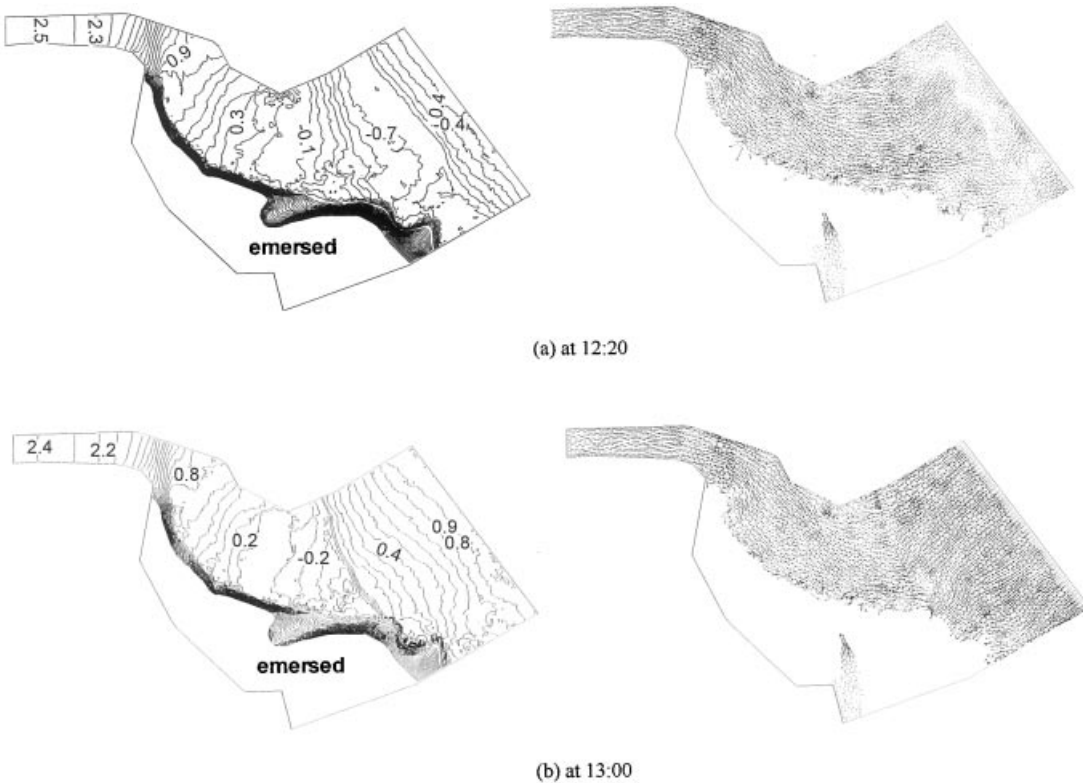 2.5 2.3 0.9 0.3 -0.1 -0.7 -0.4 -0.4
emersed
(a) at 12:20
2.4 2.2 0.8 0.2 -0.2 0.4 0.9 0.8
emersed
(b) at 13:00